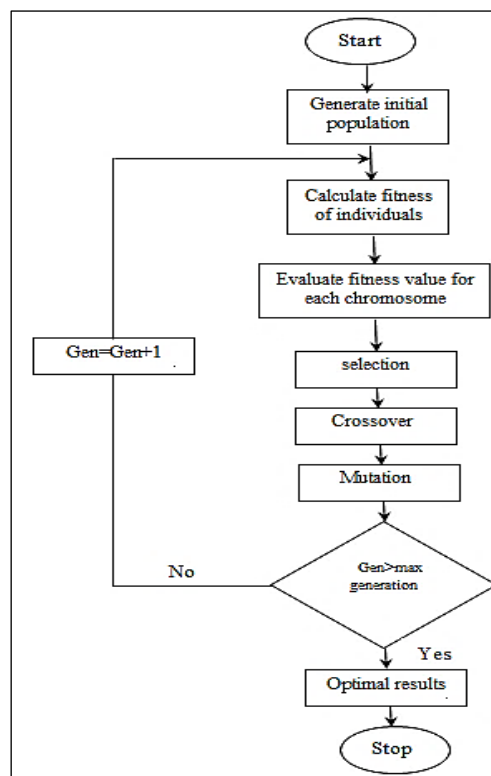 Start
Generate initial
population
Calculate fitness
of individuals
Evaluate fitness value for
each chromosome
Gen=Gen+1
selection
Crossover
Mutation
Gen>max
generation
No
Yes
Optimal results
Stop